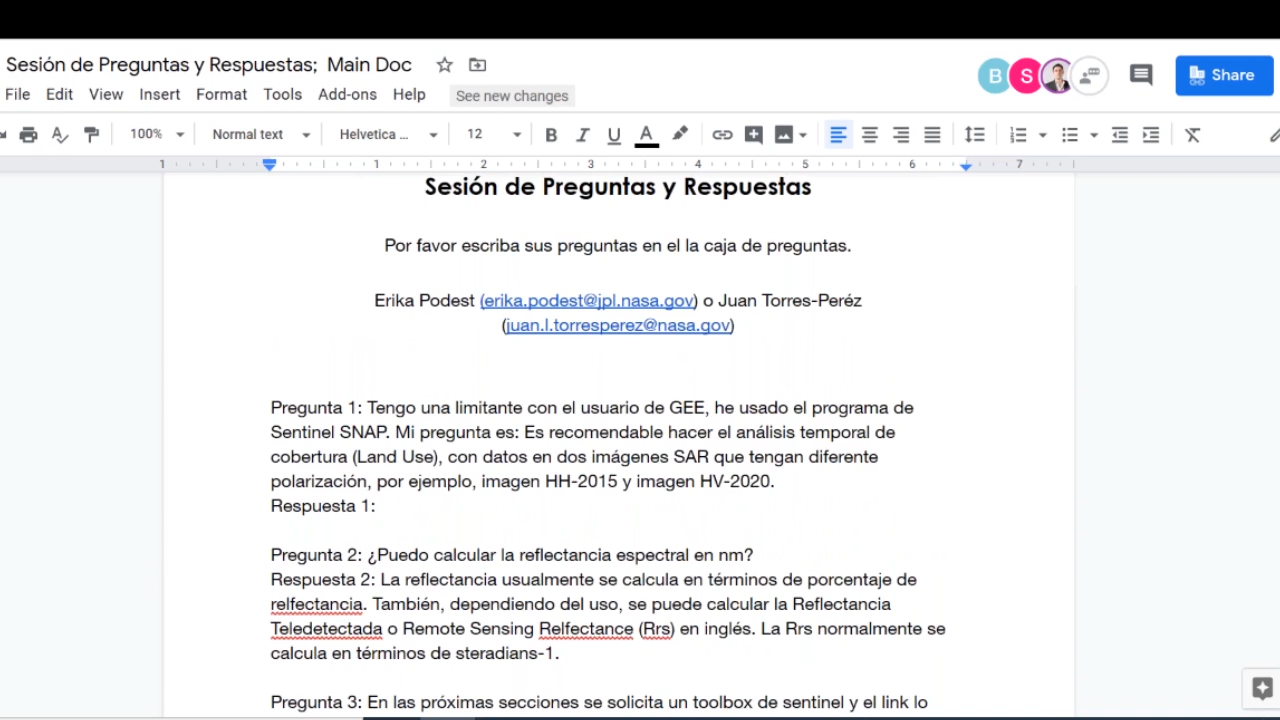 Sesión de Preguntas y Respuestas;  Main Doc
File Edit View Insert Format Tools Add-ons Help See new changes
B S
Share
100% Normal text Helvetica ... 12 B I U A
1 1 2 3 4 5 6 7
Sesión de Preguntas y Respuestas
Por favor escriba sus preguntas en el la caja de preguntas.
Erika Podest (erika.podest@jpl.nasa.gov) o Juan Torres-Peréz
(juan.l.torresperez@nasa.gov)
Pregunta 1: Tengo una limitante con el usuario de GEE, he usado el programa de
Sentinel SNAP. Mi pregunta es: Es recomendable hacer el análisis temporal de
cobertura (Land Use), con datos en dos imágenes SAR que tengan diferente
polarización, por ejemplo, imagen HH-2015 y imagen HV-2020.
Respuesta 1:
Pregunta 2: ¿Puedo calcular la reflectancia espectral en nm?
Respuesta 2: La reflectancia usualmente se calcula en términos de porcentaje de
relfectancia. También, dependiendo del uso, se puede calcular la Reflectancia
Teledetectada o Remote Sensing Relfectance (Rrs) en inglés. La Rrs normalmente se
calcula en términos de steradians-1.
Pregunta 3: En las próximas secciones se solicita un toolbox de sentinel y el link lo